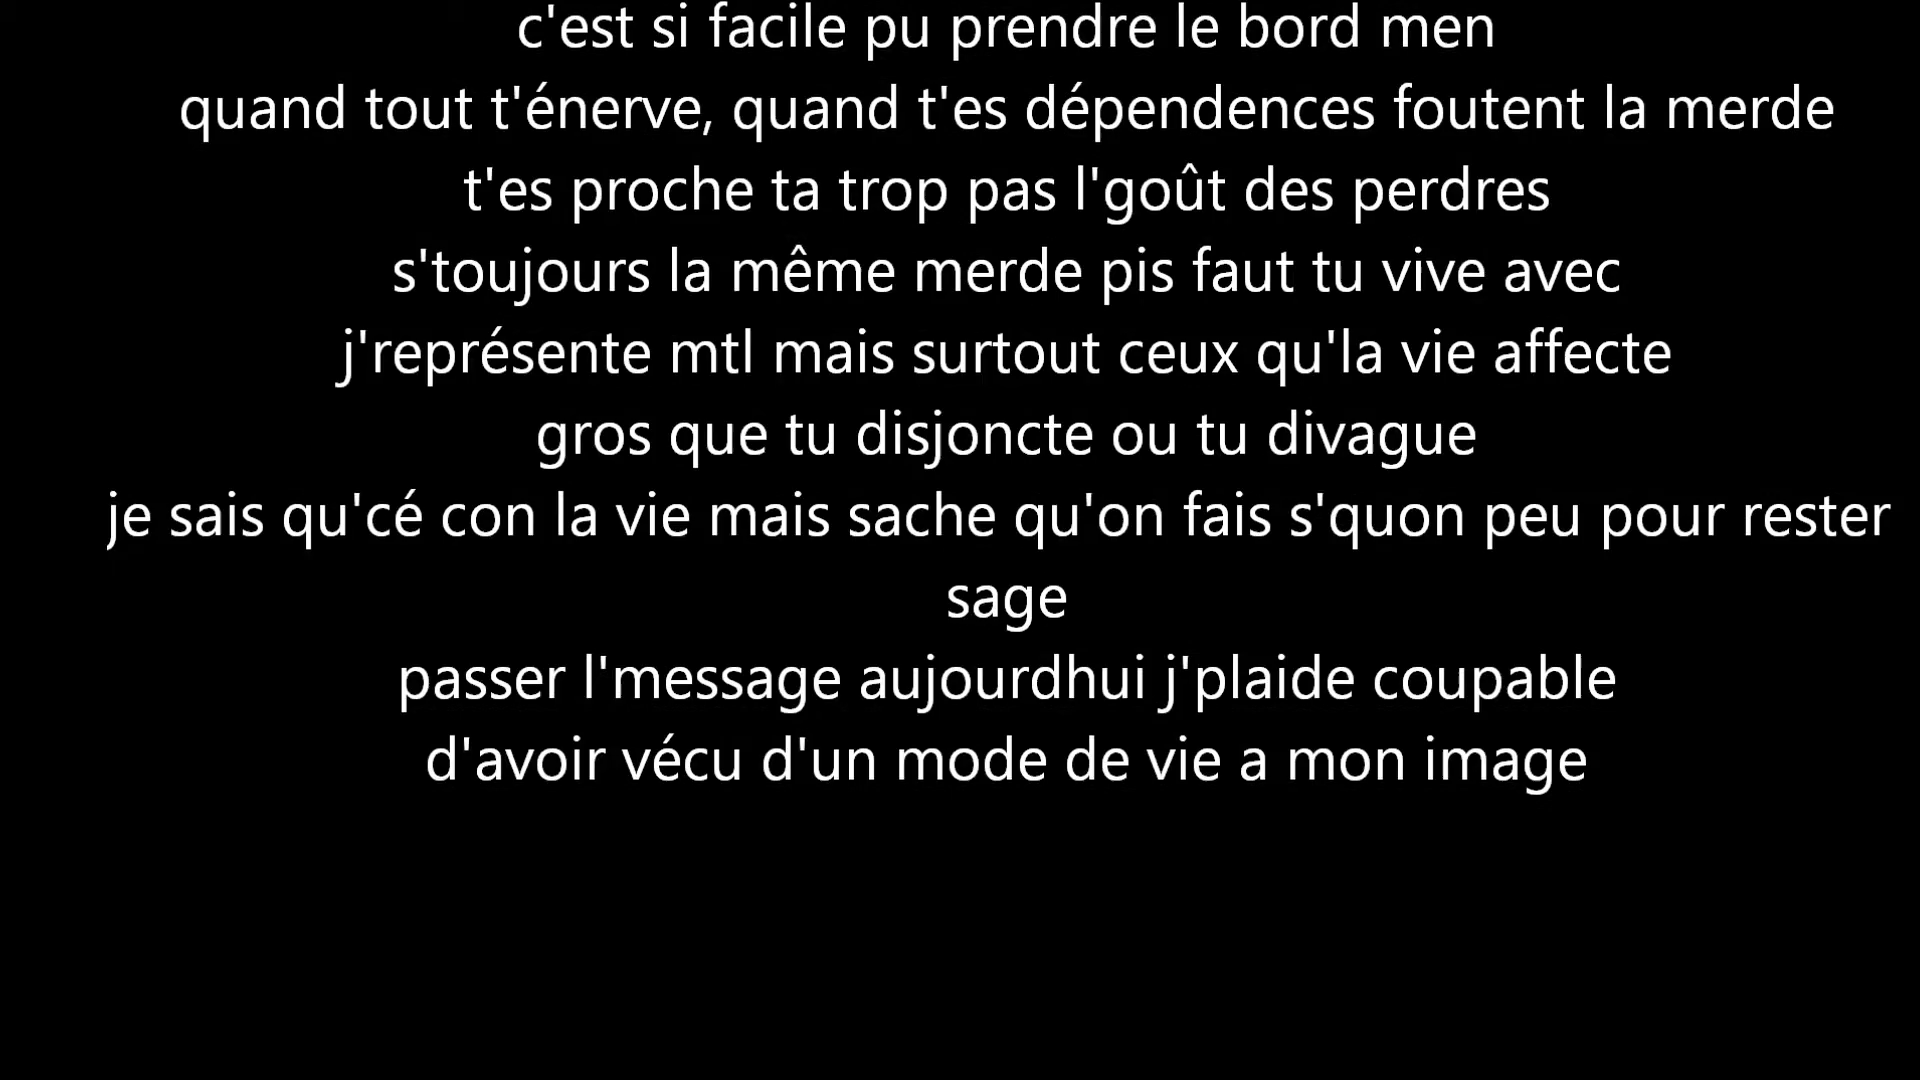 c'est si facile pu prendre le bord men
quand tout t'énerve, quand t'es dépendences foutent la merde
t'es proche ta trop pas l'goût des perdres
s'toujours la même merde pis faut tu vive avec
j'représente mtl mais surtout ceux qu'la vie affecte
gros que tu disjoncte ou tu divague
je sais qu'cé con la vie mais sache qu'on fais s'quon peu pour rester
sage
passer l'message aujourdhui j'plaide coupable
d'avoir vécu d'un mode de vie a mon image